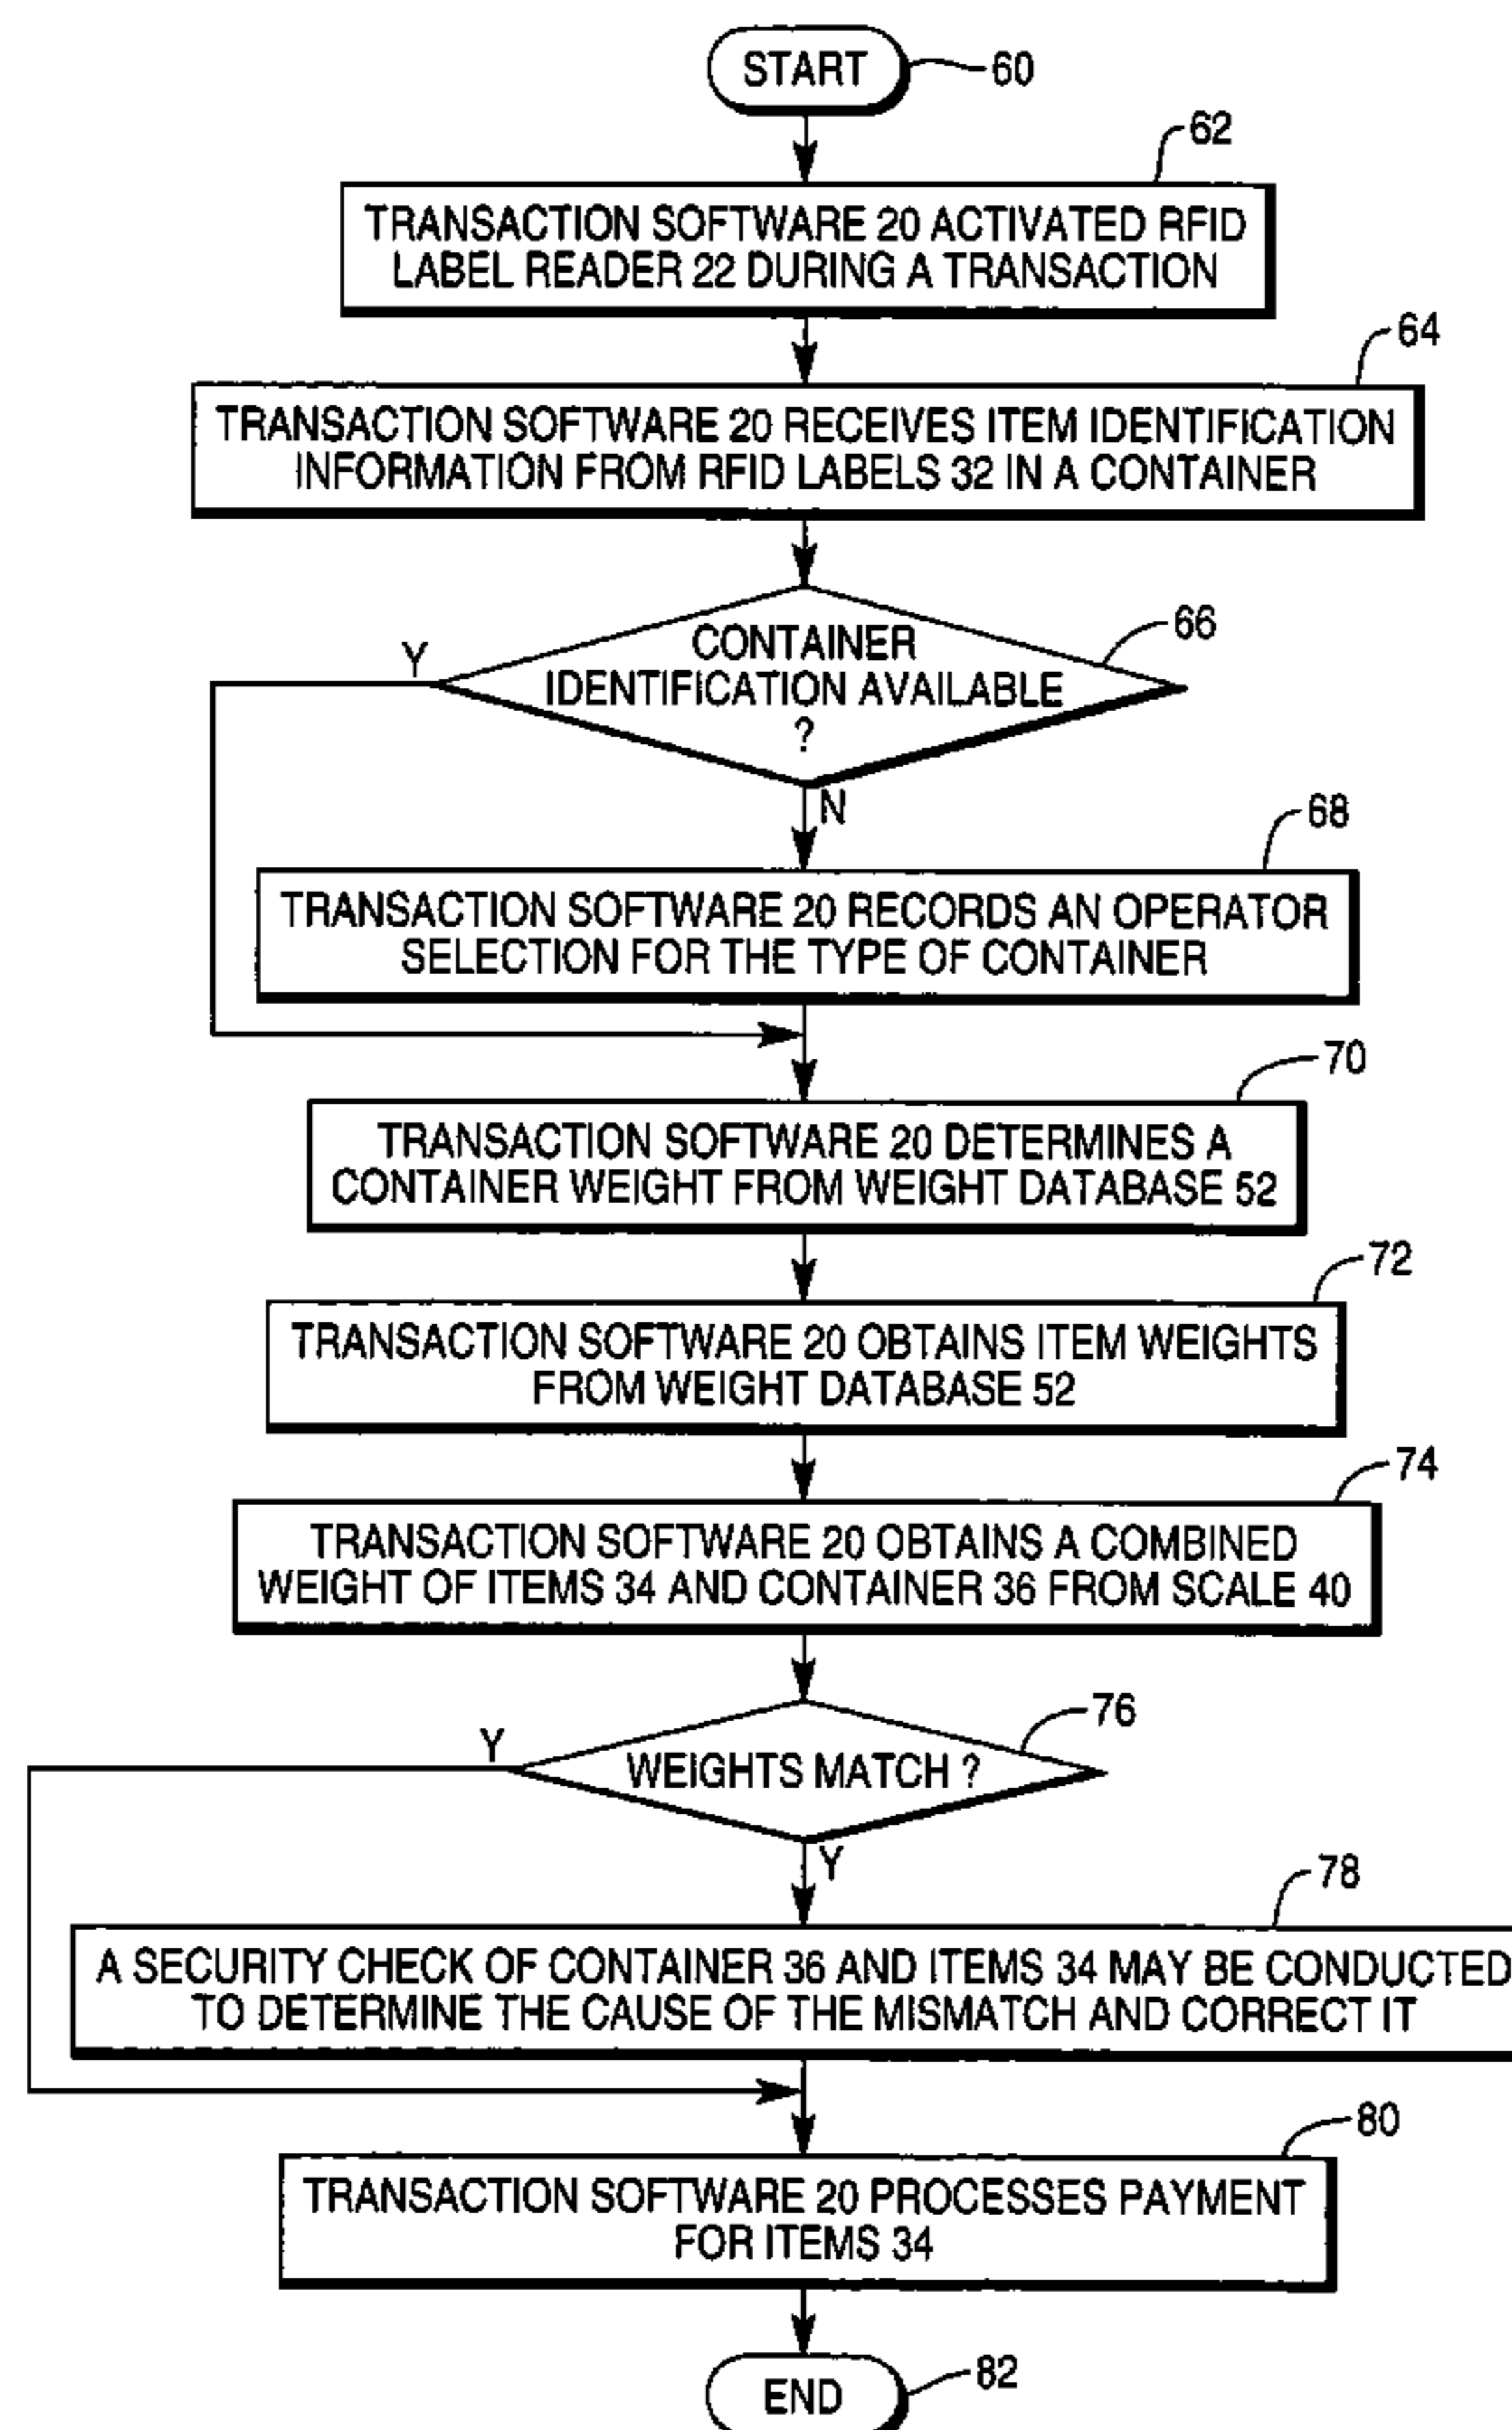 START
60
62
TRANSACTION SOFTWARE 20 ACTIVATED RFID
LABEL READER 22 DURING A TRANSACTION
64
TRANSACTION SOFTWARE 20 RECEIVES ITEM IDENTIFICATION
INFORMATION FROM RFID LABELS 32 IN A CONTAINER
66
Y
CONTAINER
IDENTIFICATION AVAILABLE
?
N
68
TRANSACTION SOFTWARE 20 RECORDS AN OPERATOR
SELECTION FOR THE TYPE OF CONTAINER
70
TRANSACTION SOFTWARE 20 DETERMINES A
CONTAINER WEIGHT FROM WEIGHT DATABASE 52
72
TRANSACTION SOFTWARE 20 OBTAINS ITEM WEIGHTS
FROM WEIGHT DATABASE 52
74
TRANSACTION SOFTWARE 20 OBTAINS A COMBINED
WEIGHT OF ITEMS 34 AND CONTAINER 36 FROM SCALE 40
76
Y
WEIGHTS MATCH ?
Y
78
A SECURITY CHECK OF CONTAINER 36 AND ITEMS 34 MAY BE CONDUCTED
TO DETERMINE THE CAUSE OF THE MISMATCH AND CORRECT IT
80
TRANSACTION SOFTWARE 20 PROCESSES PAYMENT
FOR ITEMS 34
END
82